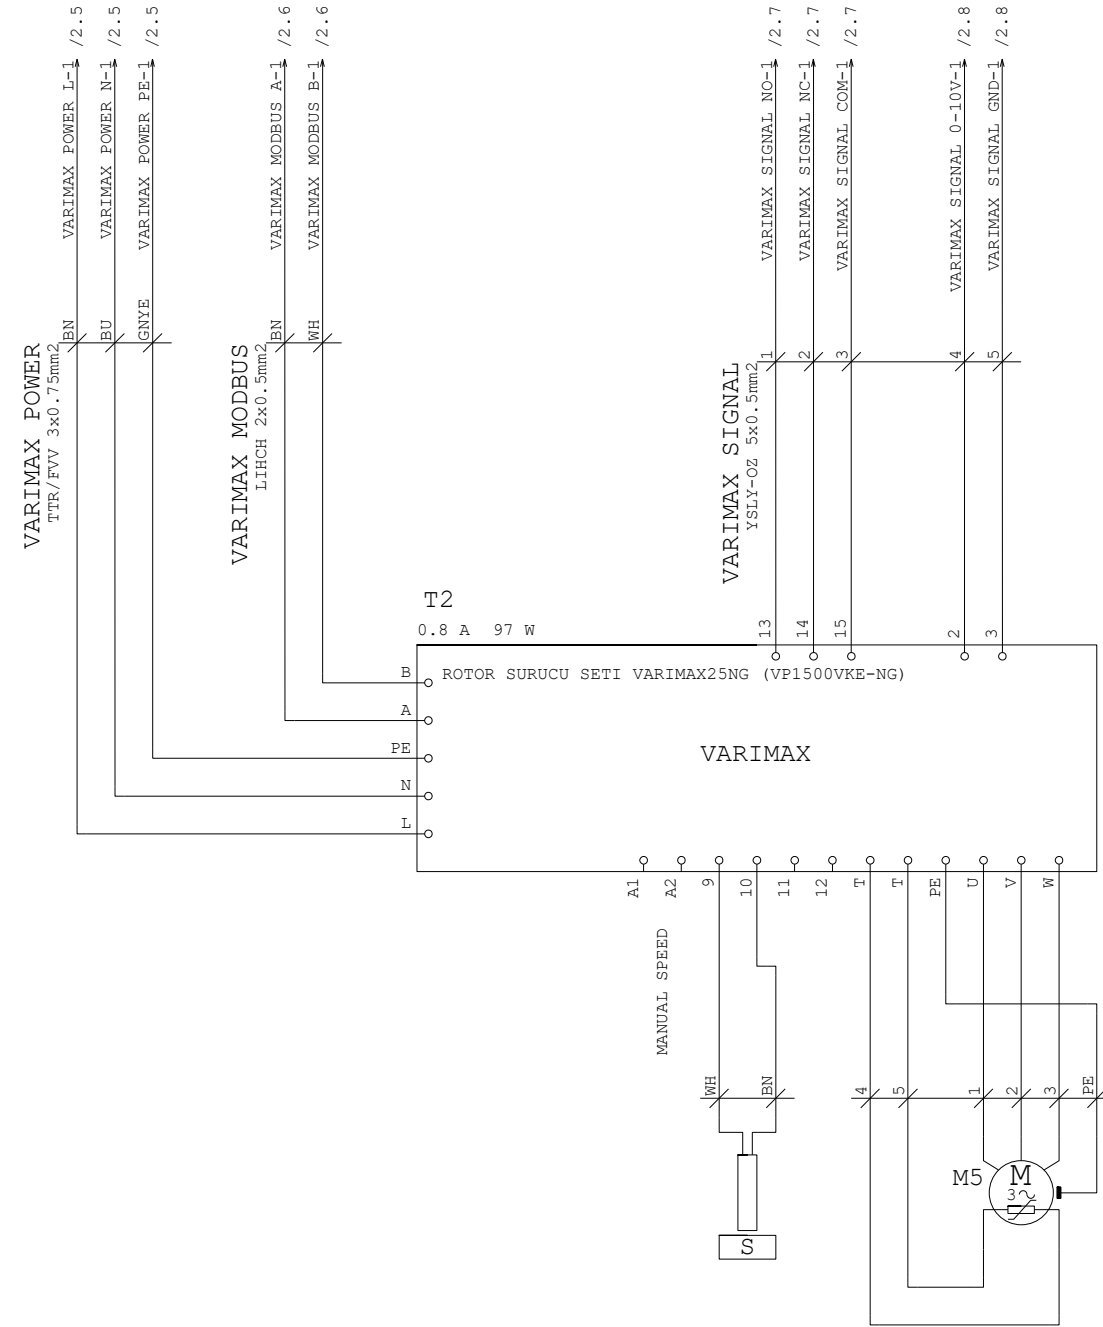 /2.5
/2.5
/2.5
/2.6
/2.6
/2.7
/2.7
/2.7
/2.8
/2.8
VARIMAX POWER L-1
VARIMAX POWER N-1
VARIMAX POWER PE-1
VARIMAX MODBUS A-1
VARIMAX MODBUS B-1
VARIMAX SIGNAL NO-1
VARIMAX SIGNAL NC-1
VARIMAX SIGNAL COM-1
VARIMAX SIGNAL 0-10V-1
VARIMAX SIGNAL GND-1
BN
BU
GNYE
BN
WH
1
2
3
4
5
VARIMAX POWER
TTR/FVV 3x0.75mm2
VARIMAX MODBUS
LIHCH 2x0.5mm2
VARIMAX SIGNAL
YSLY-OZ 5x0.5mm2
T2
0.8 A 97 W
13
14
15
2
3
B
ROTOR SURUCU SETI VARIMAX25NG (VP1500VKE-NG)
A
PE
VARIMAX
N
L
A1
A2
9
10
11
12
T
T
PE
U
V
W
MANUAL SPEED
WH
BN
4
5
1
2
3
PE
M5
M
3~
S